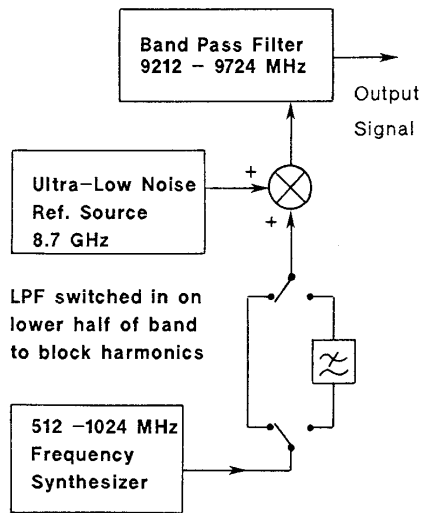 Band Pass Filter
9212 - 9724 MHz
Output
Signal
+
Ultra-Low Noise
Ref. Source
8.7 GHz
+
LPF switched in on
lower half of band
to block harmonics
512 -1024 MHz
Frequency
Synthesizer